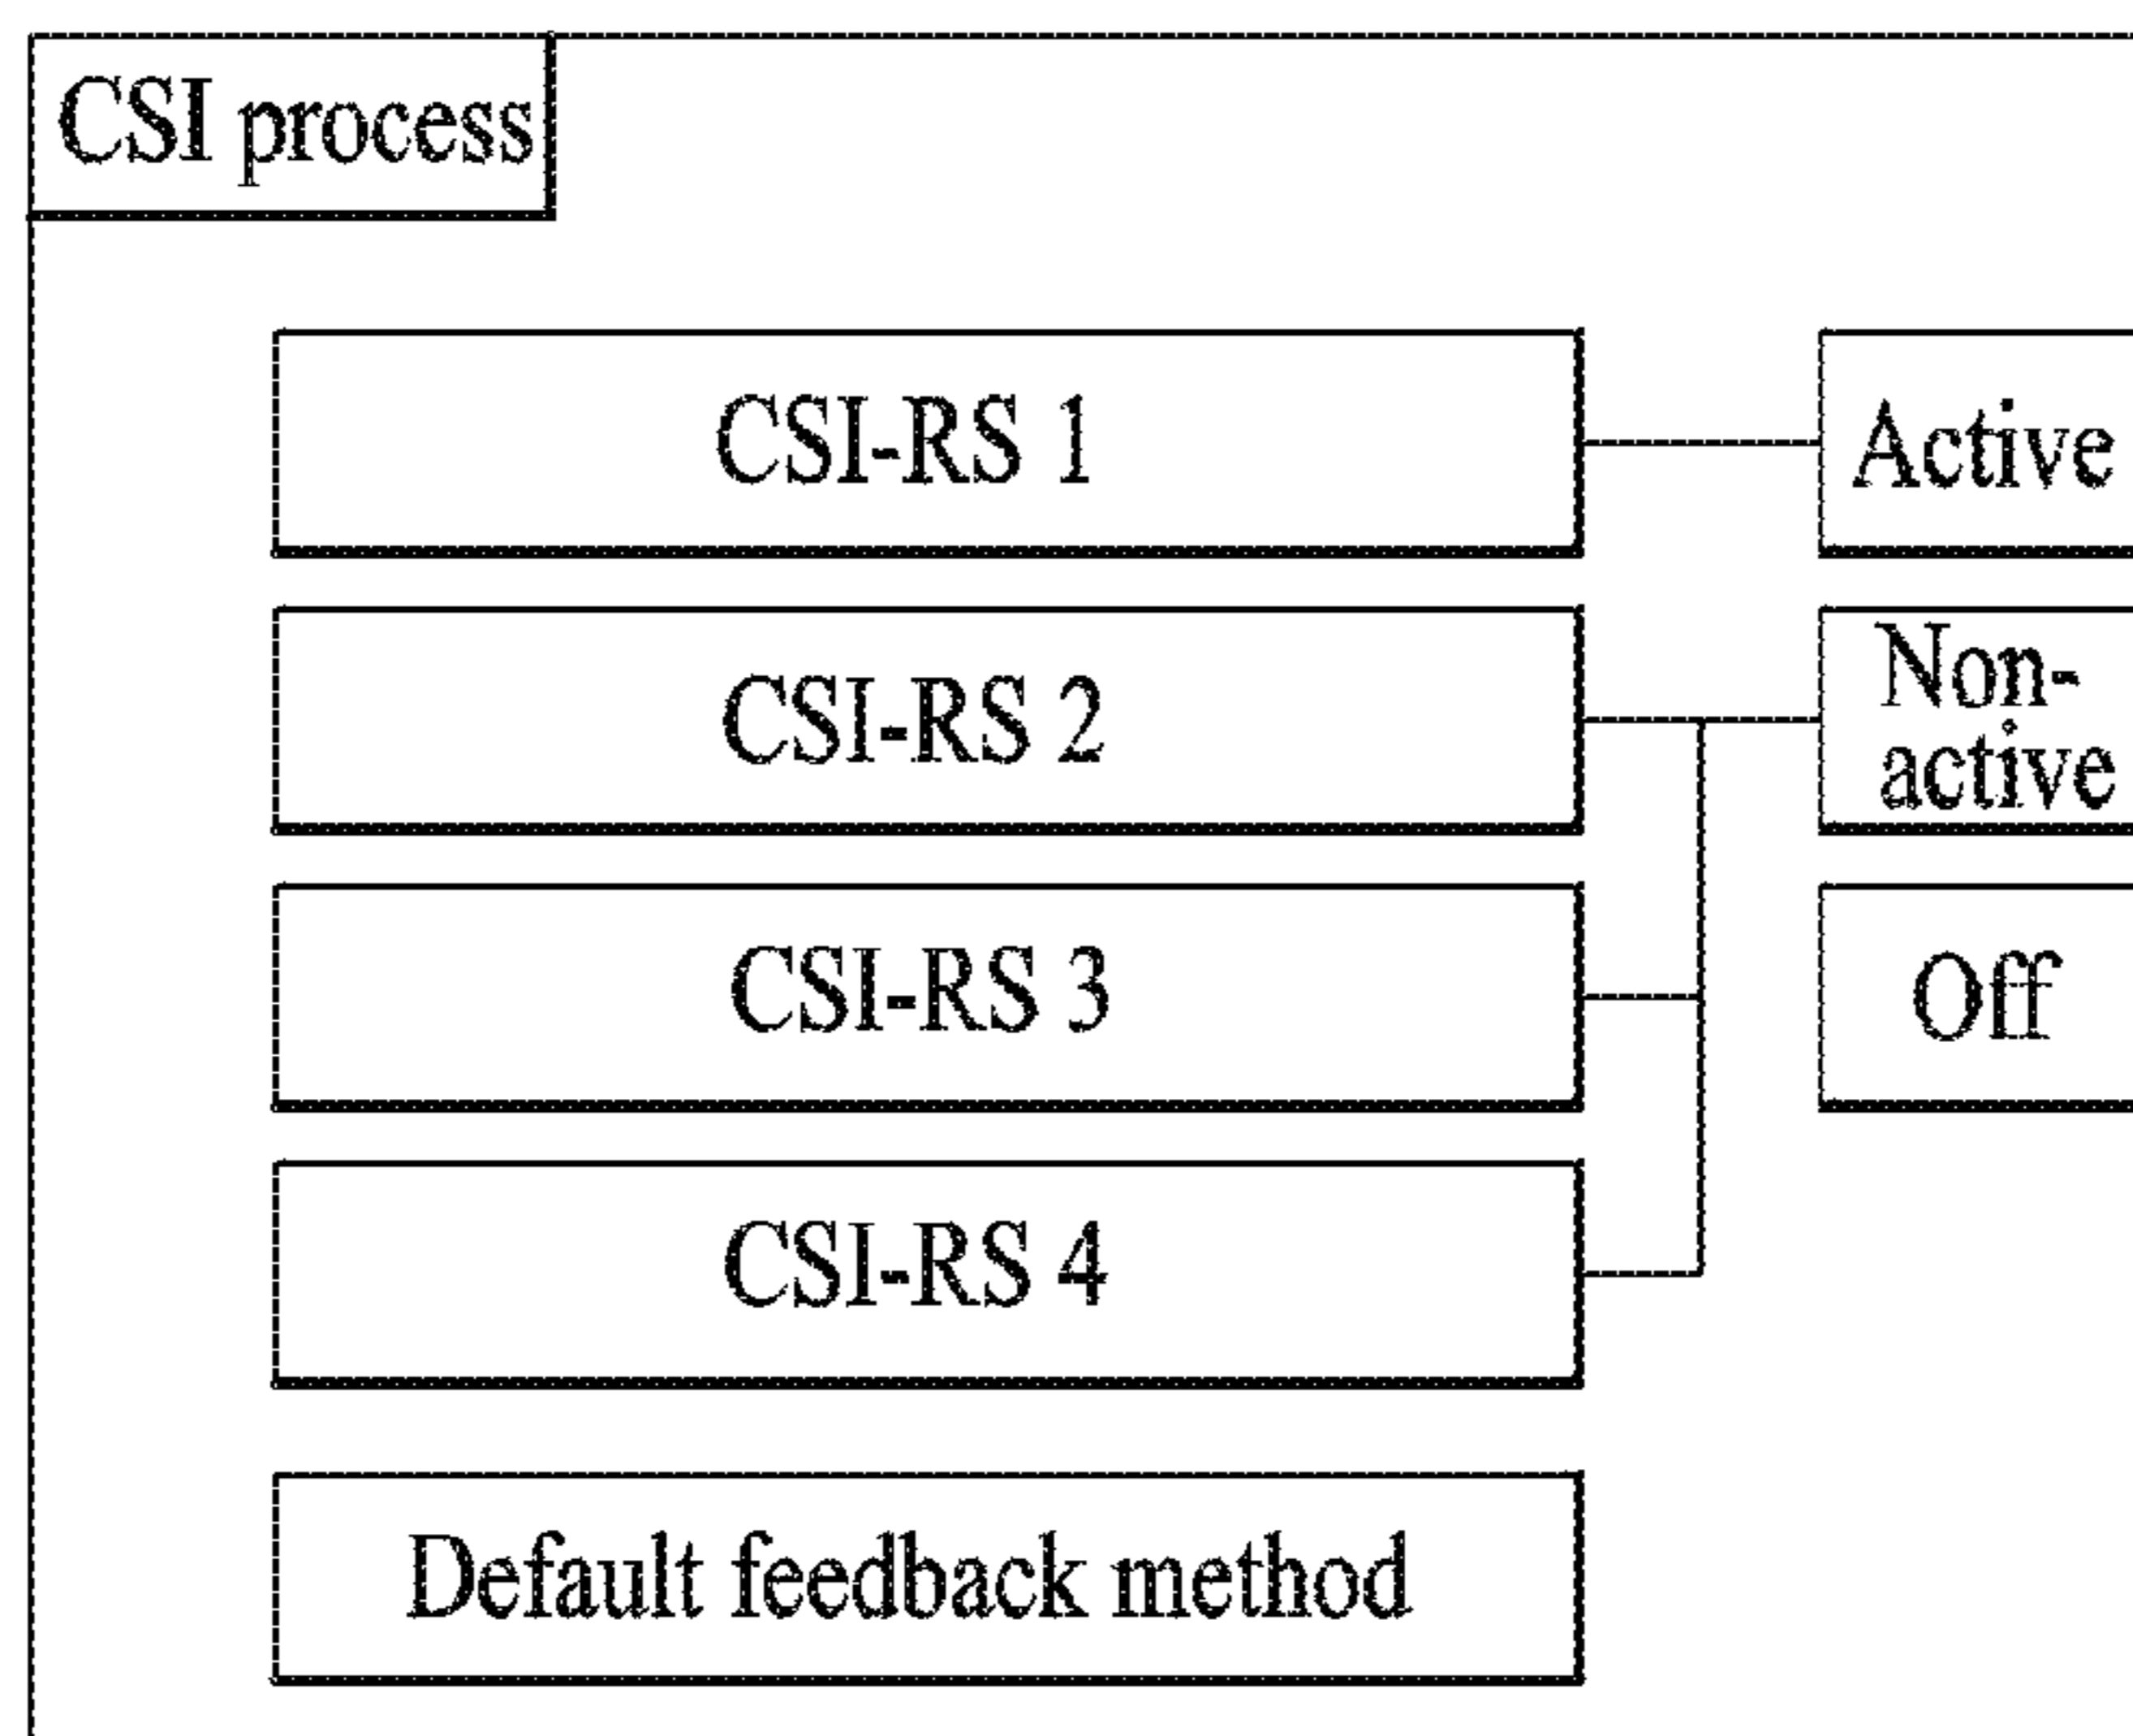 CSI process
CSI-RS 1
Active
CSI-RS 2
Non-
active
CSI-RS 3
Off
CSI-RS 4
Default feedback method